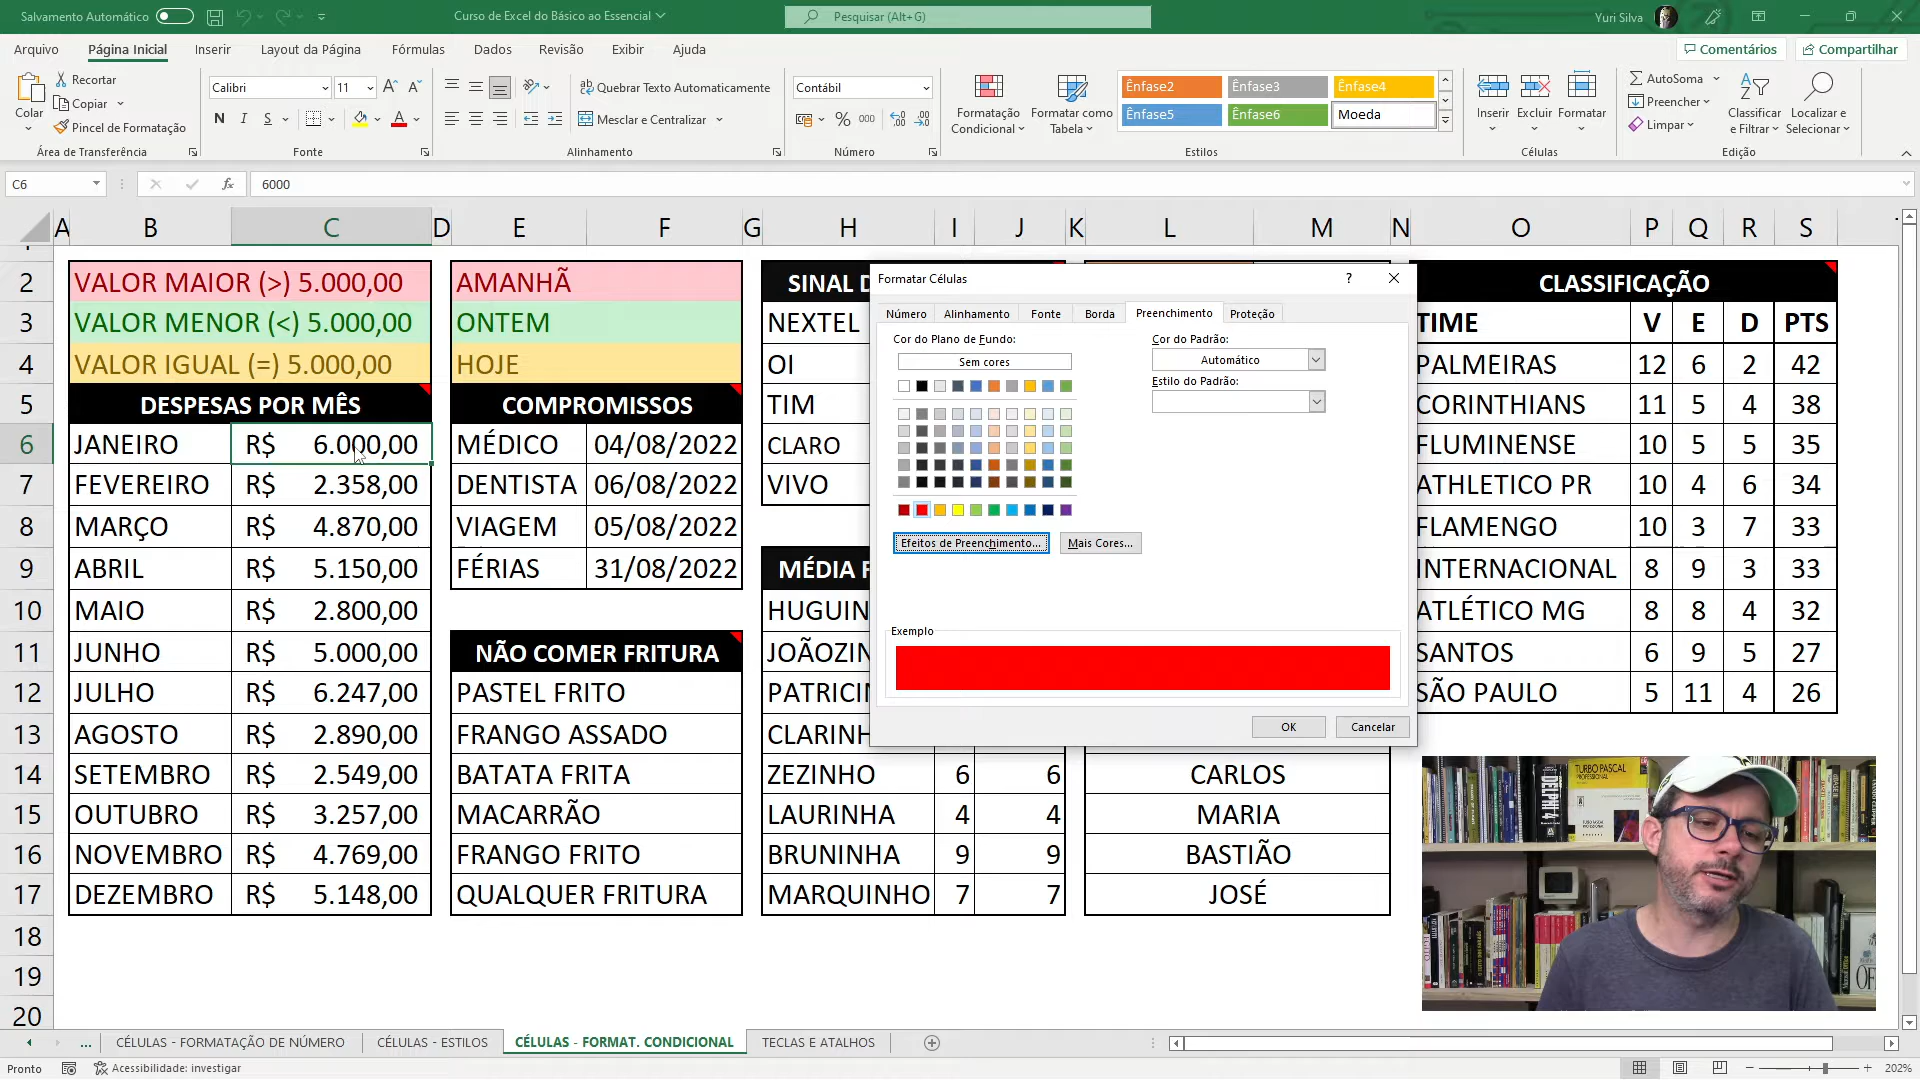 Salvamento Automático
Curso de Excel do Básico ao Essencial
Pesquisar (Alt+G)
Yuri Silva
Arquivo
Página Inicial
Inserir
Layout da Página
Fórmulas
Dados
Revisão
Exibir
Ajuda
Comentários
Compartilhar
Colar
Recortar
Copiar
Pincel de Formatação
Área de Transferência
Calibri
11
N I S
Fonte
Quebrar Texto Automaticamente
Mesclar e Centralizar
Alinhamento
Contábil
% 000
Número
Formatação Condicional
Formatar como Tabela
Ênfase2 Ênfase3 Ênfase4
Ênfase5 Ênfase6 Moeda
Estilos
Inserir Excluir Formatar
Células
AutoSoma
Preencher
Limpar
Classificar e Filtrar
Localizar e Selecionar
Edição
C6
fx
6000
A B C D E F G H I J K L M N O P Q R S
2 3 4 5 6 7 8 9 10 11 12 13 14 15 16 17 18 19 20
VALOR MAIOR (>) 5.000,00
VALOR MENOR (<) 5.000,00
VALOR IGUAL (=) 5.000,00
DESPESAS POR MÊS
JANEIRO R$ 6.000,00
FEVEREIRO R$ 2.358,00
MARÇO R$ 4.870,00
ABRIL R$ 5.150,00
MAIO R$ 2.800,00
JUNHO R$ 5.000,00
JULHO R$ 6.247,00
AGOSTO R$ 2.890,00
SETEMBRO R$ 2.549,00
OUTUBRO R$ 3.257,00
NOVEMBRO R$ 4.769,00
DEZEMBRO R$ 5.148,00
AMANHÃ
ONTEM
HOJE
COMPROMISSOS
MÉDICO 04/08/2022
DENTISTA 06/08/2022
VIAGEM 05/08/2022
FÉRIAS 31/08/2022
NÃO COMER FRITURA
PASTEL FRITO
FRANGO ASSADO
BATATA FRITA
MACARRÃO
FRANGO FRITO
QUALQUER FRITURA
SINAL D
NEXTEL
OI
TIM
CLARO
VIVO
MÉDIA F
HUGUIN
JOÃOZIN
PATRICIN
CLARINH
ZEZINHO 6 6
LAURINHA 4 4
BRUNINHA 9 9
MARQUINHO 7 7
CARLOS
MARIA
BASTIÃO
JOSÉ
Formatar Células
?
Número
Alinhamento
Fonte
Borda
Preenchimento
Proteção
Cor do Plano de Fundo:
Sem cores
Cor do Padrão:
Automático
Estilo do Padrão:
Efeitos de Preenchimento...
Mais Cores...
Exemplo
OK
Cancelar
CLASSIFICAÇÃO
TIME V E D PTS
PALMEIRAS 12 6 2 42
CORINTHIANS 11 5 4 38
FLUMINENSE 10 5 5 35
ATHLETICO PR 10 4 6 34
FLAMENGO 10 3 7 33
INTERNACIONAL 8 9 3 33
ATLÉTICO MG 8 8 4 32
SANTOS 6 9 5 27
SÃO PAULO 5 11 4 26
TURBO PASCAL
PROFESSIONAL
DELPHI 4
...
CÉLULAS - FORMATAÇÃO DE NÚMERO
CÉLULAS - ESTILOS
CÉLULAS - FORMAT. CONDICIONAL
TECLAS E ATALHOS
Pronto
Acessibilidade: investigar
202%